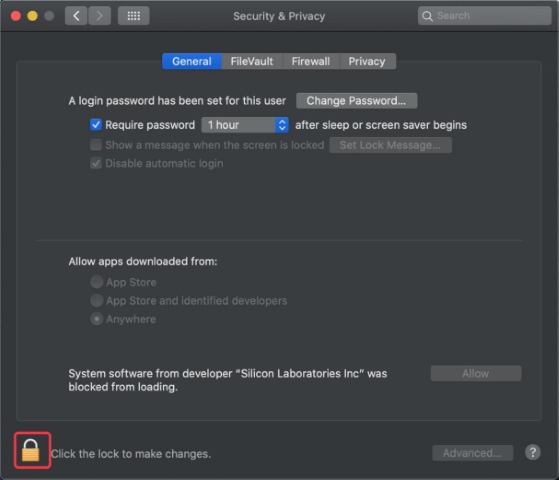 Security & Privacy
Search
General
FileVault
Firewall
Privacy
A login password has been set for this user
Change Password...
Require password 1 hour after sleep or screen saver begins
Show a message when the screen is locked
Set Lock Message...
Disable automatic login
Allow apps downloaded from:
App Store
App Store and identified developers
Anywhere
System software from developer “Silicon Laboratories Inc” was
blocked from loading.
Allow
Click the lock to make changes.
Advanced...
?